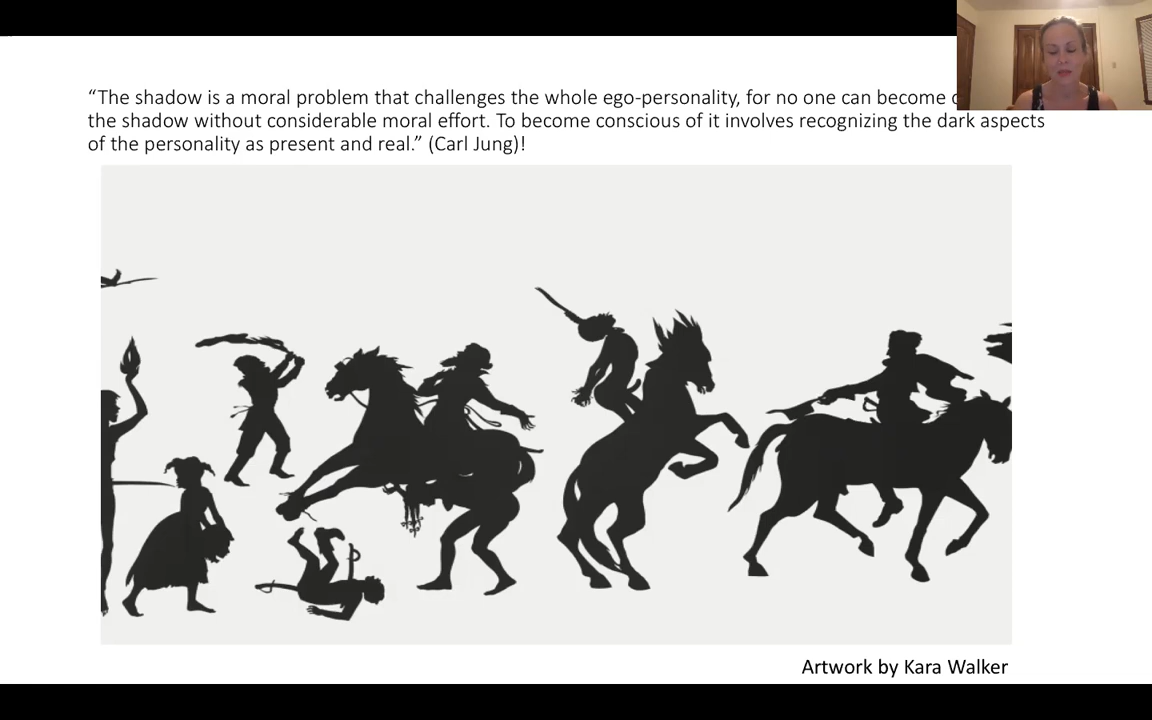 “The shadow is a moral problem that challenges the whole ego-personality, for no one can become
the shadow without considerable moral effort. To become conscious of it involves recognizing the dark aspects
of the personality as present and real.” (Carl Jung)!
Artwork by Kara Walker